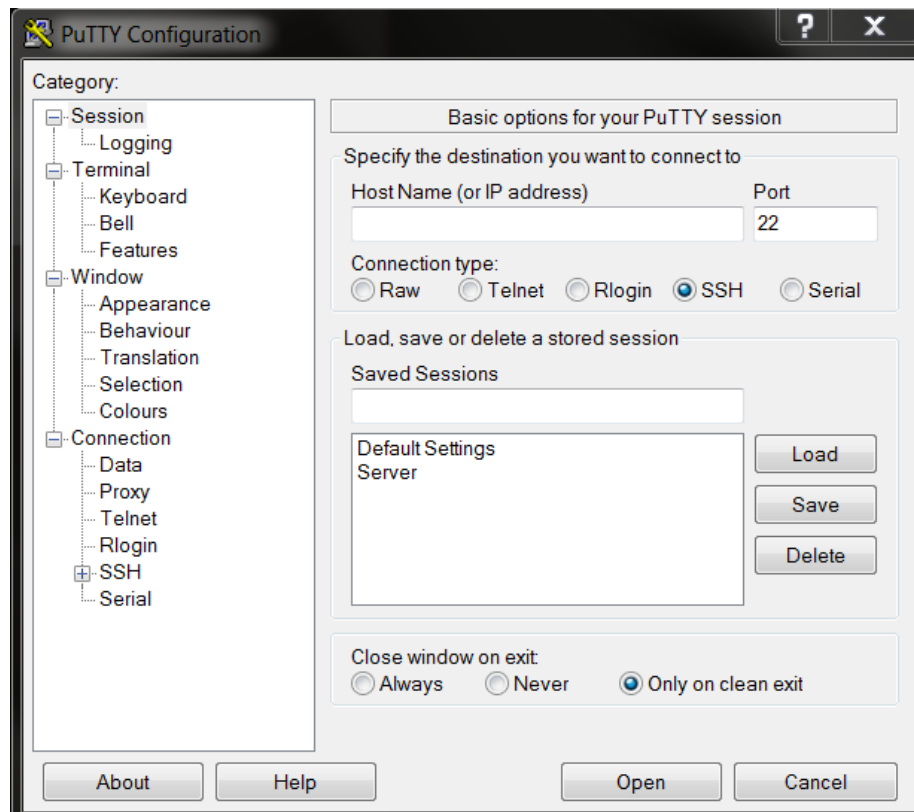 PuTTY Configuration
?
X
Category:
Session
Logging
Terminal
Keyboard
Bell
Features
Window
Appearance
Behaviour
Translation
Selection
Colours
Connection
Data
Proxy
Telnet
Rlogin
SSH
Serial
Basic options for your PuTTY session
Specify the destination you want to connect to
Host Name (or IP address) Port
22
Connection type:
Raw Telnet Rlogin SSH Serial
Load, save or delete a stored session
Saved Sessions
Default Settings
Server
Load
Save
Delete
Close window on exit:
Always Never Only on clean exit
About Help Open Cancel